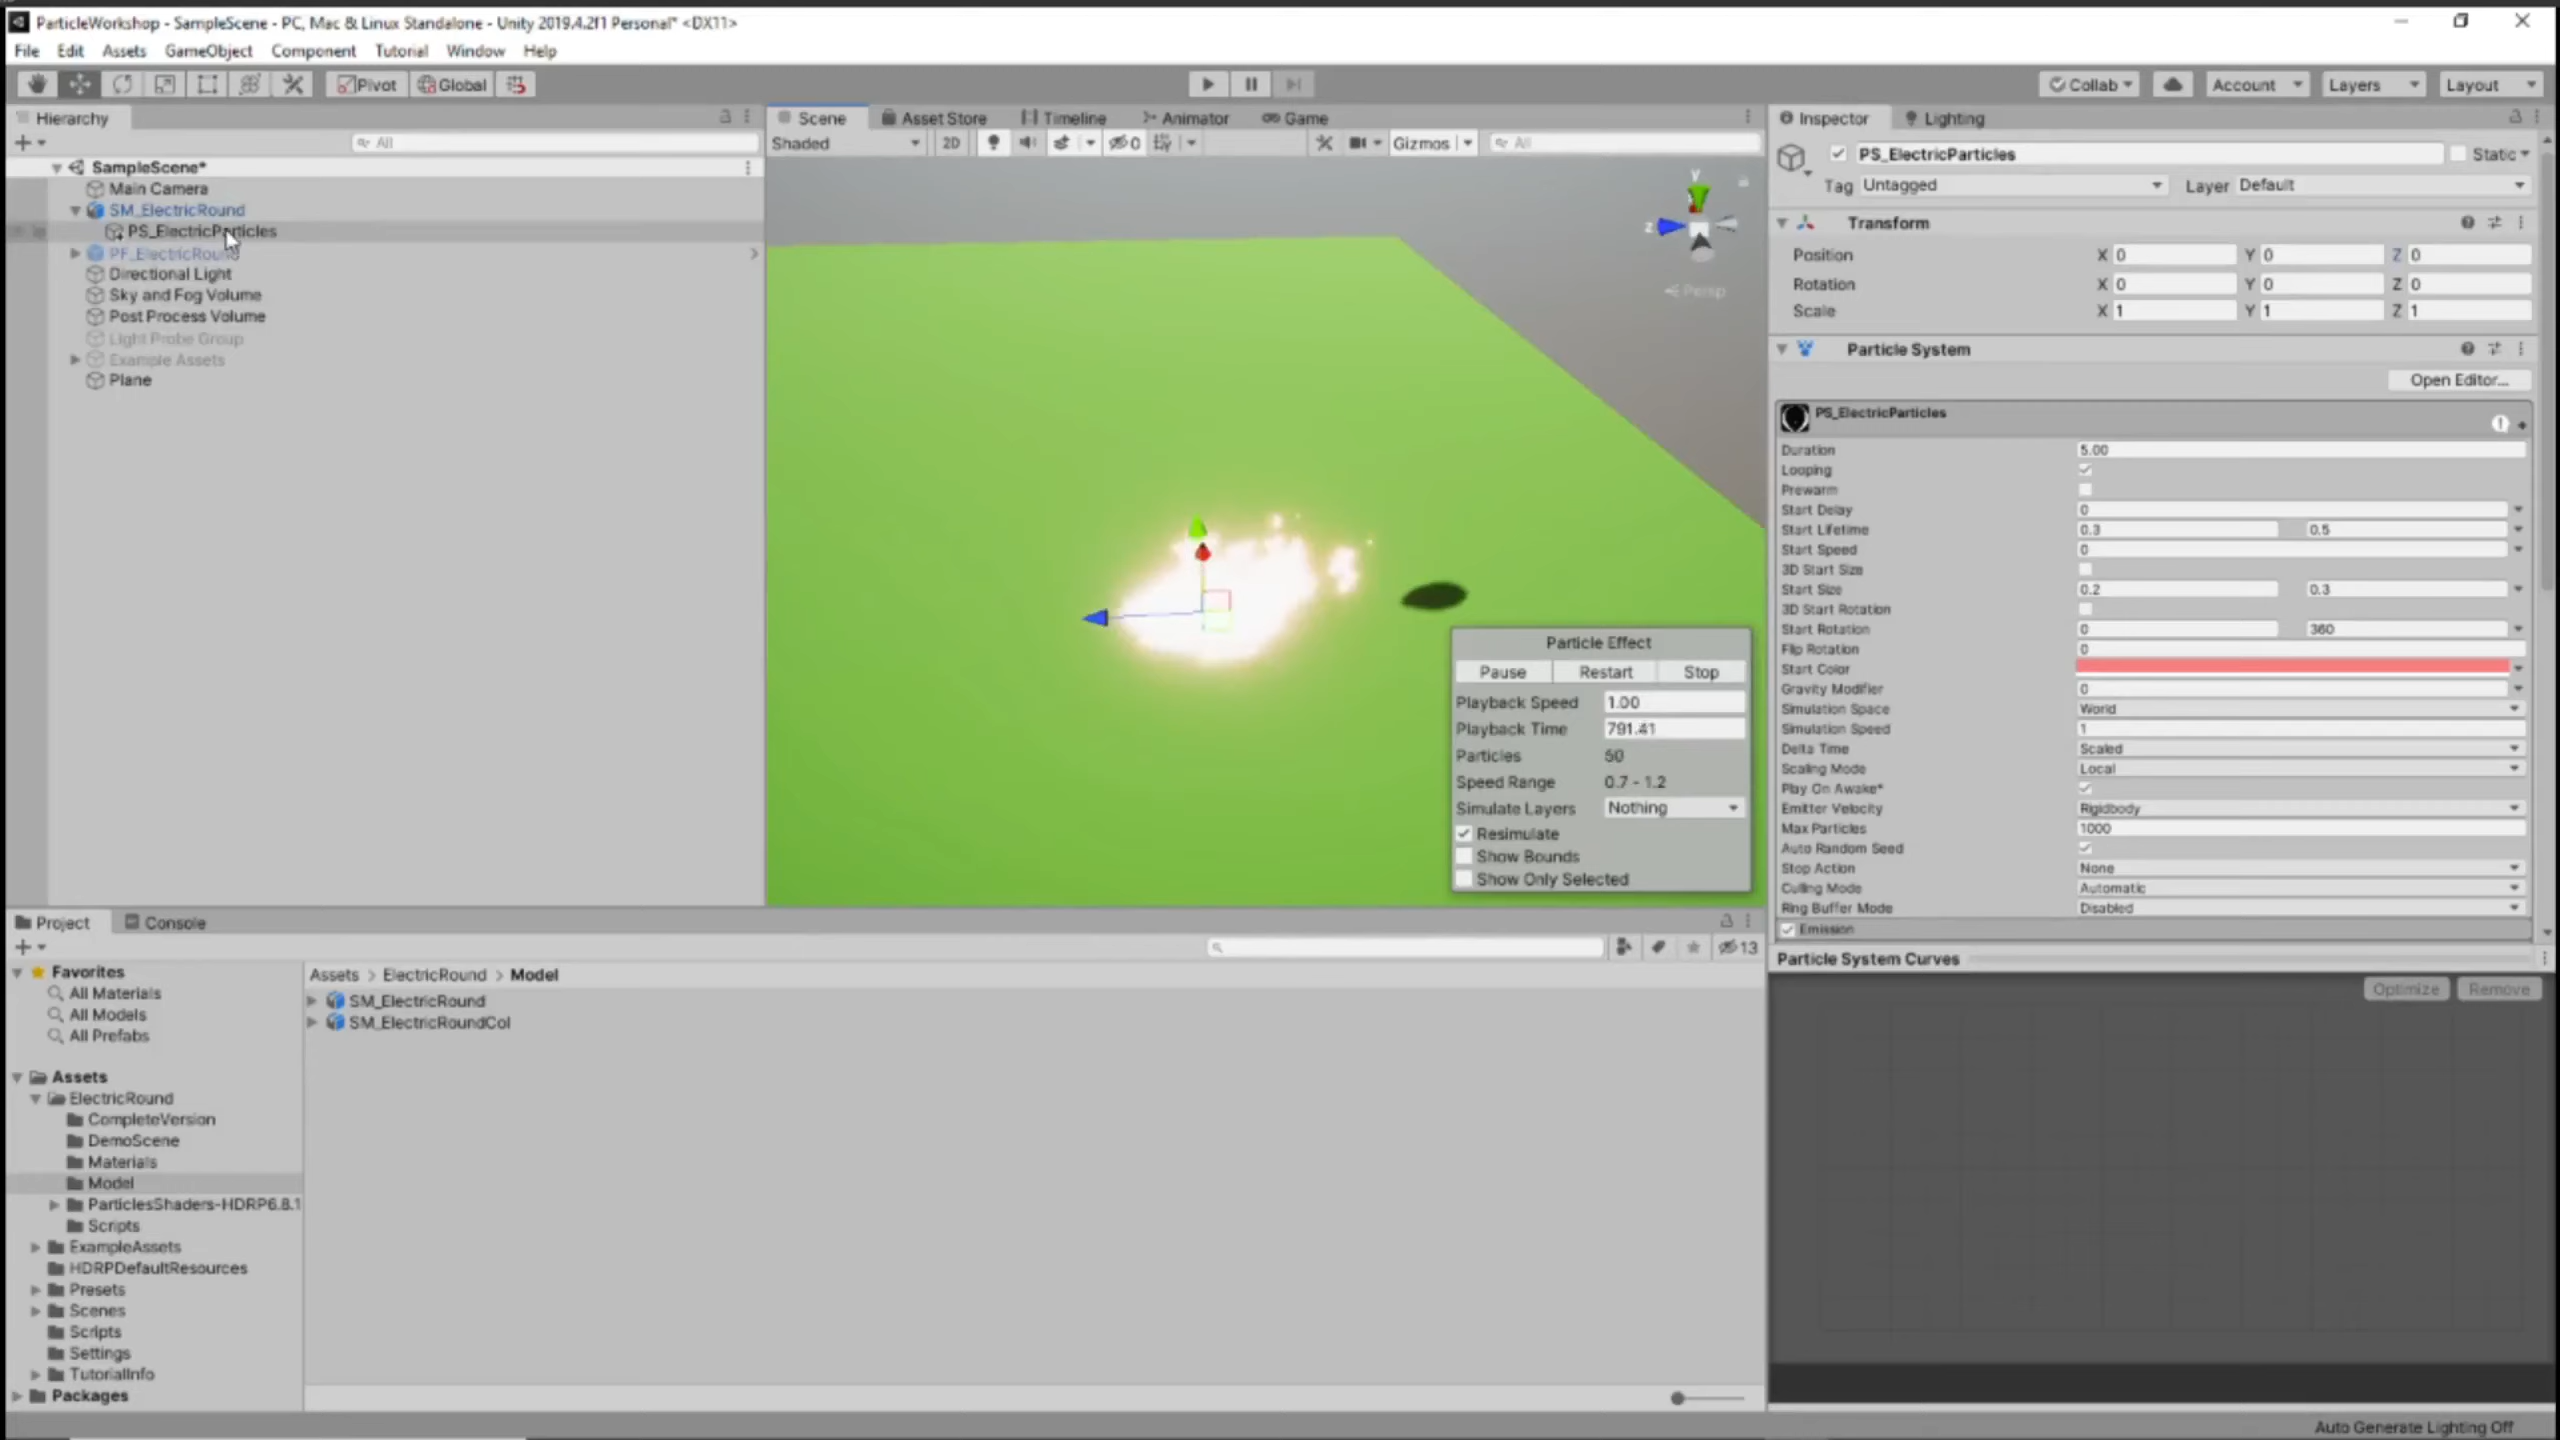 ParticleWorkshop - SampleScene - PC, Mac & Linux Standalone - Unity 2019.4.2f1 Personal* <DX11>
File Edit Assets GameObject Component Tutorial Window Help
Pivot Global Collab Account Layers Layout
Hierarchy
All
SampleScene*
Main Camera
SM_ElectricRound
PS_ElectricParticles
PF_ElectricRound
Directional Light
Sky and Fog Volume
Post Process Volume
Light Probe Group
Example Assets
Plane
Scene Asset Store Timeline Animator Game
Shaded 2D 0 Gizmos All
y
z
Persp
Particle Effect
Pause Restart Stop
Playback Speed 1.00
Playback Time 791.41
Particles 50
Speed Range 0.7 - 1.2
Simulate Layers Nothing
Resimulate
Show Bounds
Show Only Selected
Inspector Lighting
PS_ElectricParticles Static
Tag Untagged Layer Default
Transform
Position X 0 Y 0 Z 0
Rotation X 0 Y 0 Z 0
Scale X 1 Y 1 Z 1
Particle System
Open Editor...
PS_ElectricParticles
Duration 5.00
Looping
Prewarm
Start Delay 0
Start Lifetime 0.3 0.5
Start Speed 0
3D Start Size
Start Size 0.2 0.3
3D Start Rotation
Start Rotation 0 360
Flip Rotation 0
Start Color
Gravity Modifier 0
Simulation Space World
Simulation Speed 1
Delta Time Scaled
Scaling Mode Local
Play On Awake*
Emitter Velocity Rigidbody
Max Particles 1000
Auto Random Seed
Stop Action None
Culling Mode Automatic
Ring Buffer Mode Disabled
Emission
Particle System Curves
Optimize Remove
Project Console
13
Favorites
All Materials
All Models
All Prefabs
Assets
ElectricRound
CompleteVersion
DemoScene
Materials
Model
ParticlesShaders-HDRP6.8.1
Scripts
ExampleAssets
HDRPDefaultResources
Presets
Scenes
Scripts
Settings
TutorialInfo
Packages
Assets > ElectricRound > Model
SM_ElectricRound
SM_ElectricRoundCol
Auto Generate Lighting Off